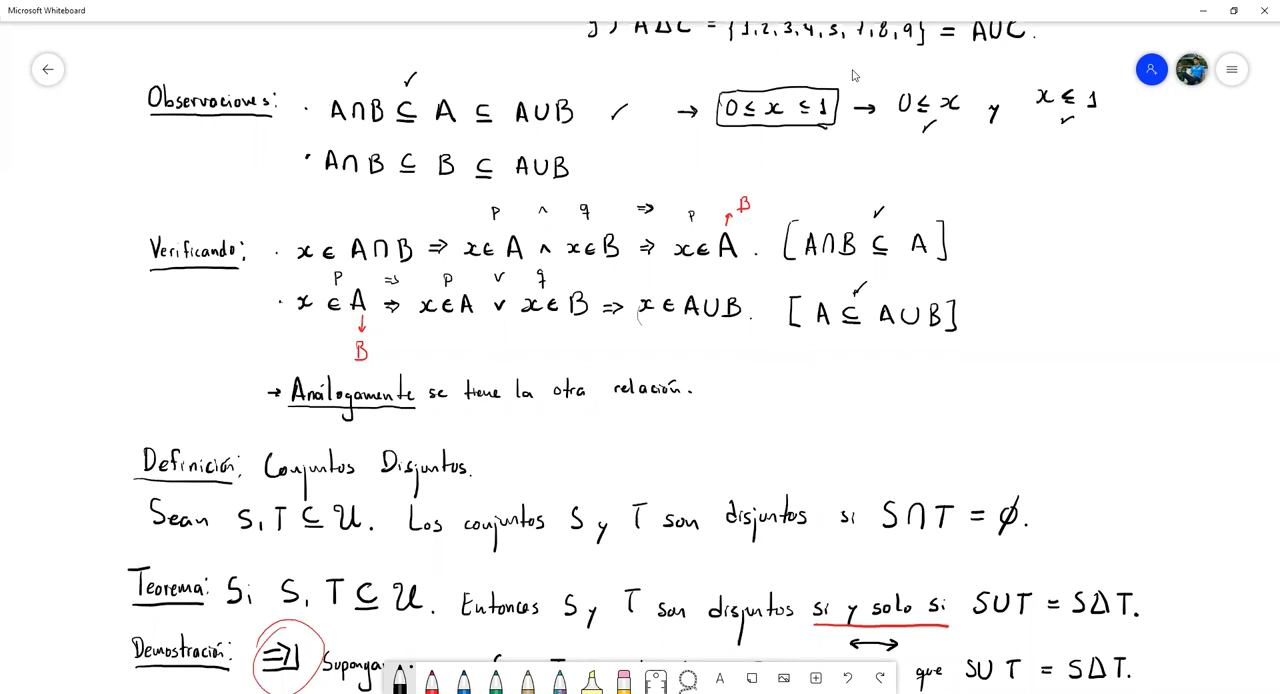 Microsoft Whiteboard
j) A∆C = {1,2,3,4,5,7,8,9} = A∪C.
Observaciones: · A∩B ⊆ A ⊆ A∪B ✓ → 0 ≤ x ≤ 1 → 0 ≤ x y x ≤ 1
· A∩B ⊆ B ⊆ A∪B
p ∧ q ⇒ p B
Verificando: · x ∈ A∩B ⇒ x ∈ A ∧ x ∈ B ⇒ x ∈ A. [A∩B ⊆ A]
p ⇒ p ∨ q
· x ∈ A ⇒ x ∈ A ∨ x ∈ B ⇒ x ∈ A∪B. [A ⊆ A∪B]
B
→ Análogamente se tiene la otra relación.
Definición: Conjuntos Disjuntos.
Sean S, T ⊆ U. Los conjuntos S y T son disjuntos si S∩T = ∅.
Teorema: Si S, T ⊆ U. Entonces S y T son disjuntos si y solo si S∪T = S∆T.
Demostración: ⇒] que S∪T = S∆T.